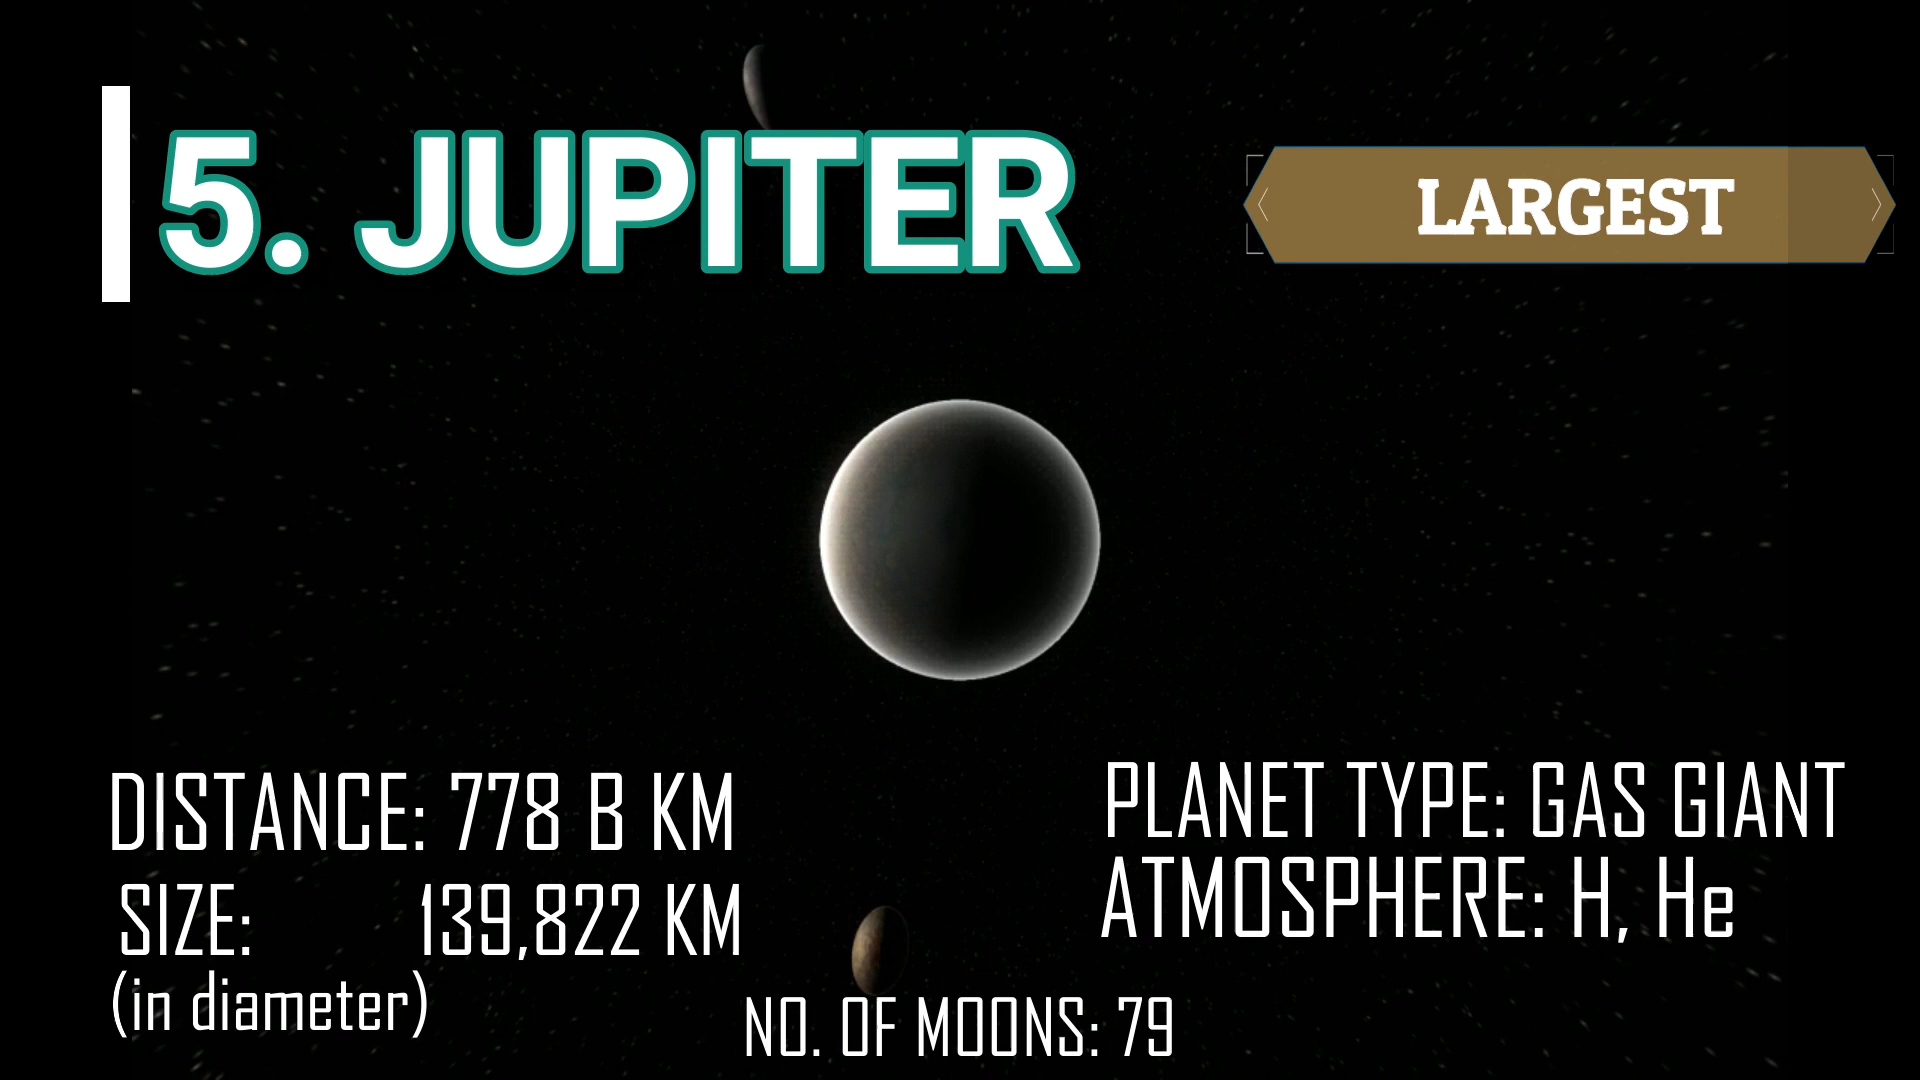 5. JUPITER
LARGEST
DISTANCE: 778 B KM
SIZE: 139,822 KM
(in diameter)
PLANET TYPE: GAS GIANT
ATMOSPHERE: H, He
NO. OF MOONS: 79